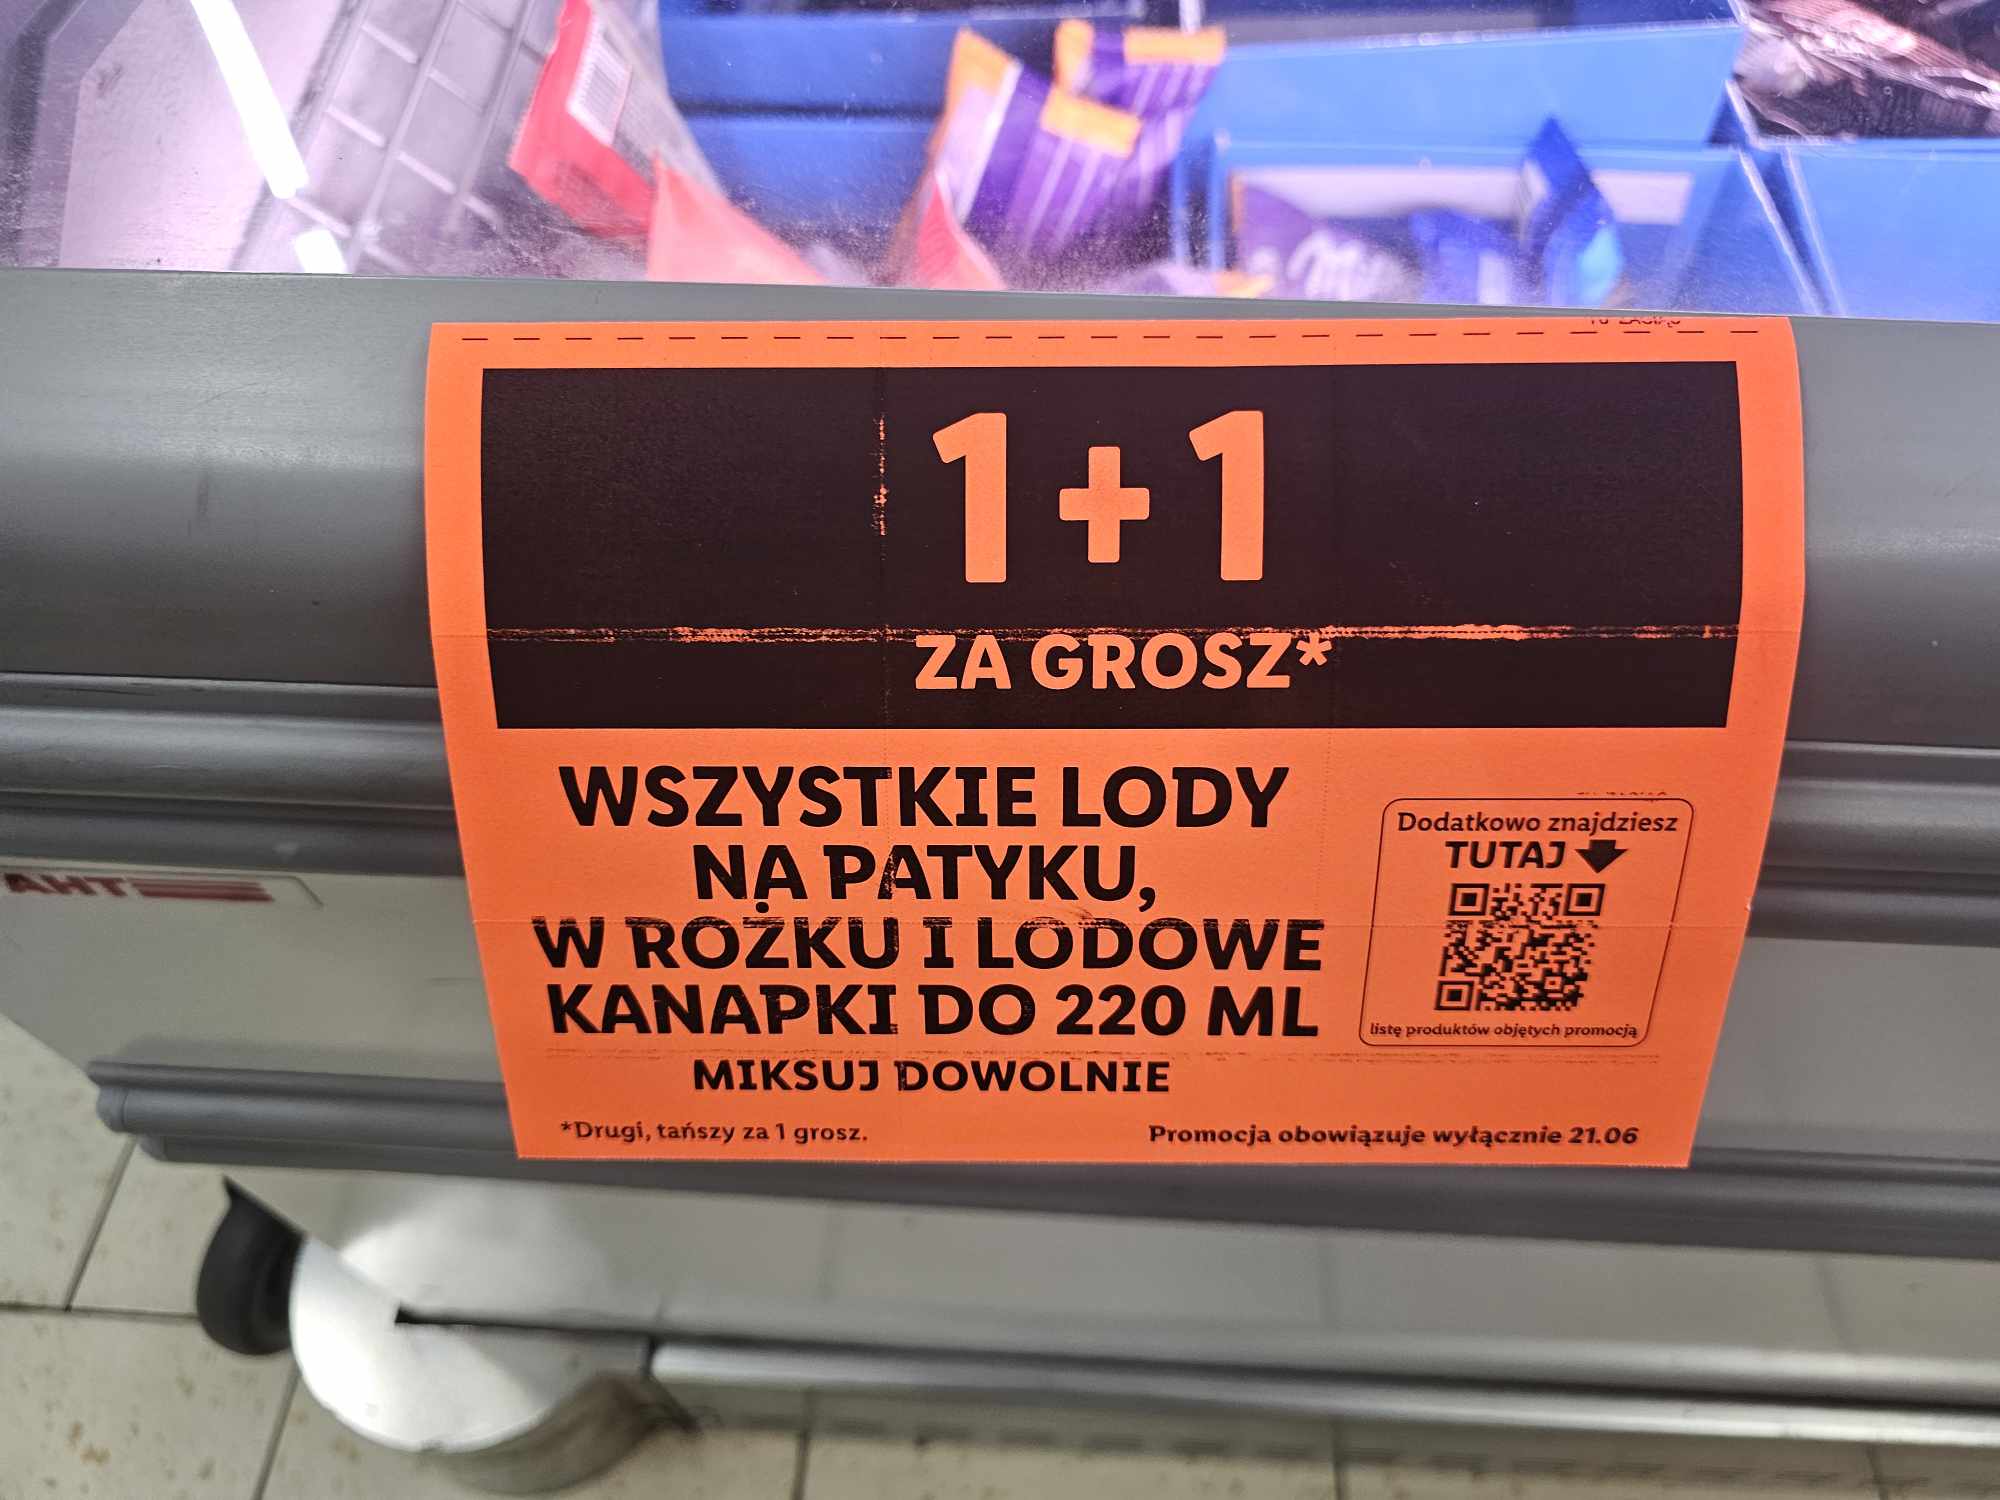 1+1
ZA GROSZ*
WSZYSTKIE LODY
NA PATYKU,
W ROŻKU I LODOWE
KANAPKI DO 220 ML
MIKSUJ DOWOLNIE
*Drugi, tańszy za 1 grosz.
Promocja obowiązuje wyłącznie 21.06
Dodatkowo znajdziesz
TUTAJ
listę produktów objętych promocją
AHT